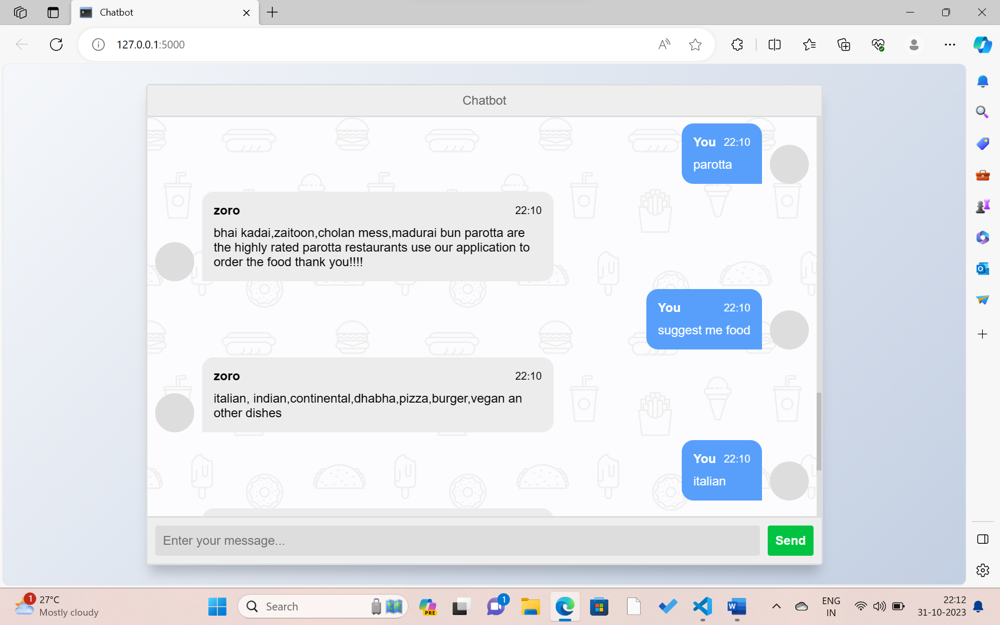 Chatbot
127.0.0.1:5000
Chatbot
You 22:10
parotta
zoro 22:10
bhai kadai,zaitoon,cholan mess,madurai bun parotta are
the highly rated parotta restaurants use our application to
order the food thank you!!!!
You 22:10
suggest me food
zoro 22:10
italian, indian,continental,dhabha,pizza,burger,vegan an
other dishes
You 22:10
italian
Enter your message...
Send
1
27°C
Mostly cloudy
Search
PRE
1
W
ENG
IN
22:12
31-10-2023